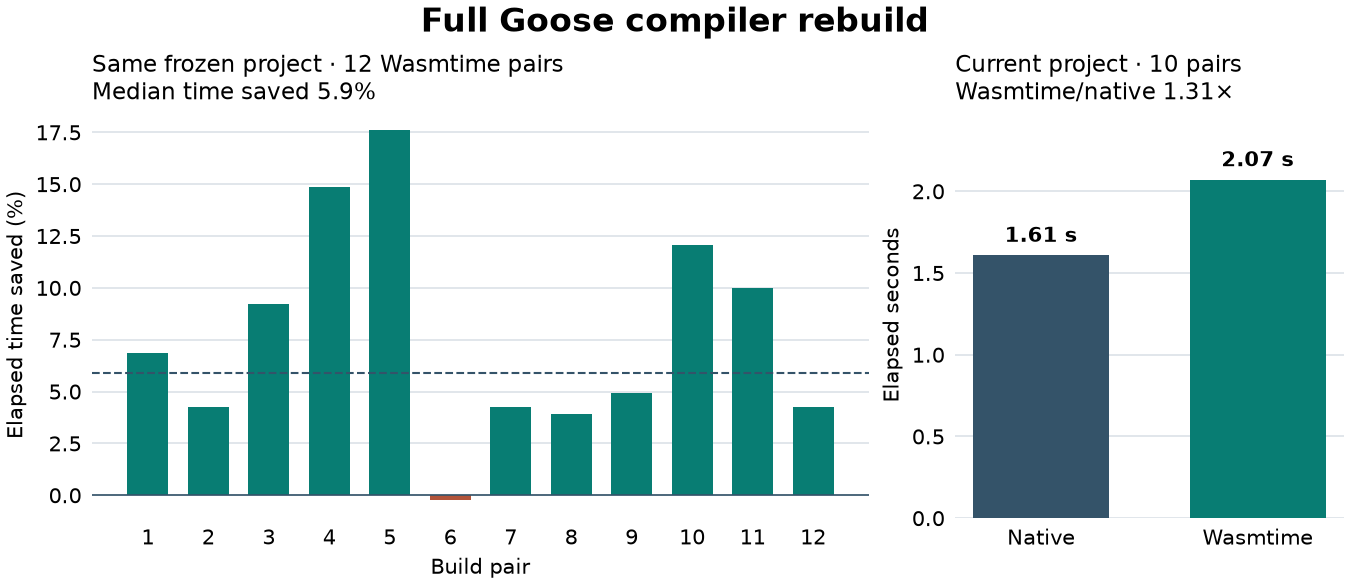 Full Goose compiler rebuild
Same frozen project · 12 Wasmtime pairs
Median time saved 5.9%
Elapsed time saved (%)
17.5
15.0
12.5
10.0
7.5
5.0
2.5
0.0
1 2 3 4 5 6 7 8 9 10 11 12
Build pair
Current project · 10 pairs
Wasmtime/native 1.31×
Elapsed seconds
2.0
1.5
1.0
0.5
0.0
1.61 s
2.07 s
Native Wasmtime